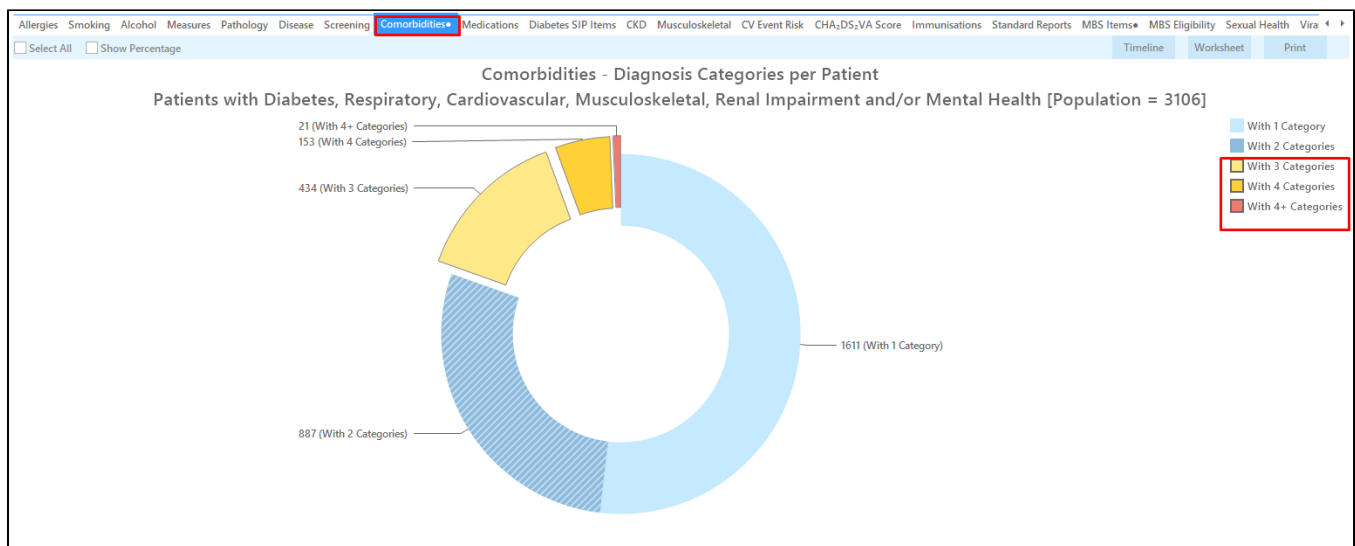 Allergies Smoking Alcohol Measures Pathology Disease Screening Comorbidities• Medications Diabetes SIP Items CKD Musculoskeletal CV Event Risk CHA₂DS₂VA Score Immunisations Standard Reports MBS Items• MBS Eligibility Sexual Health Vira
Select All Show Percentage Timeline Worksheet Print
Comorbidities - Diagnosis Categories per Patient
Patients with Diabetes, Respiratory, Cardiovascular, Musculoskeletal, Renal Impairment and/or Mental Health [Population = 3106]
21 (With 4+ Categories)
153 (With 4 Categories)
434 (With 3 Categories)
887 (With 2 Categories)
1611 (With 1 Category)
With 1 Category
With 2 Categories
With 3 Categories
With 4 Categories
With 4+ Categories